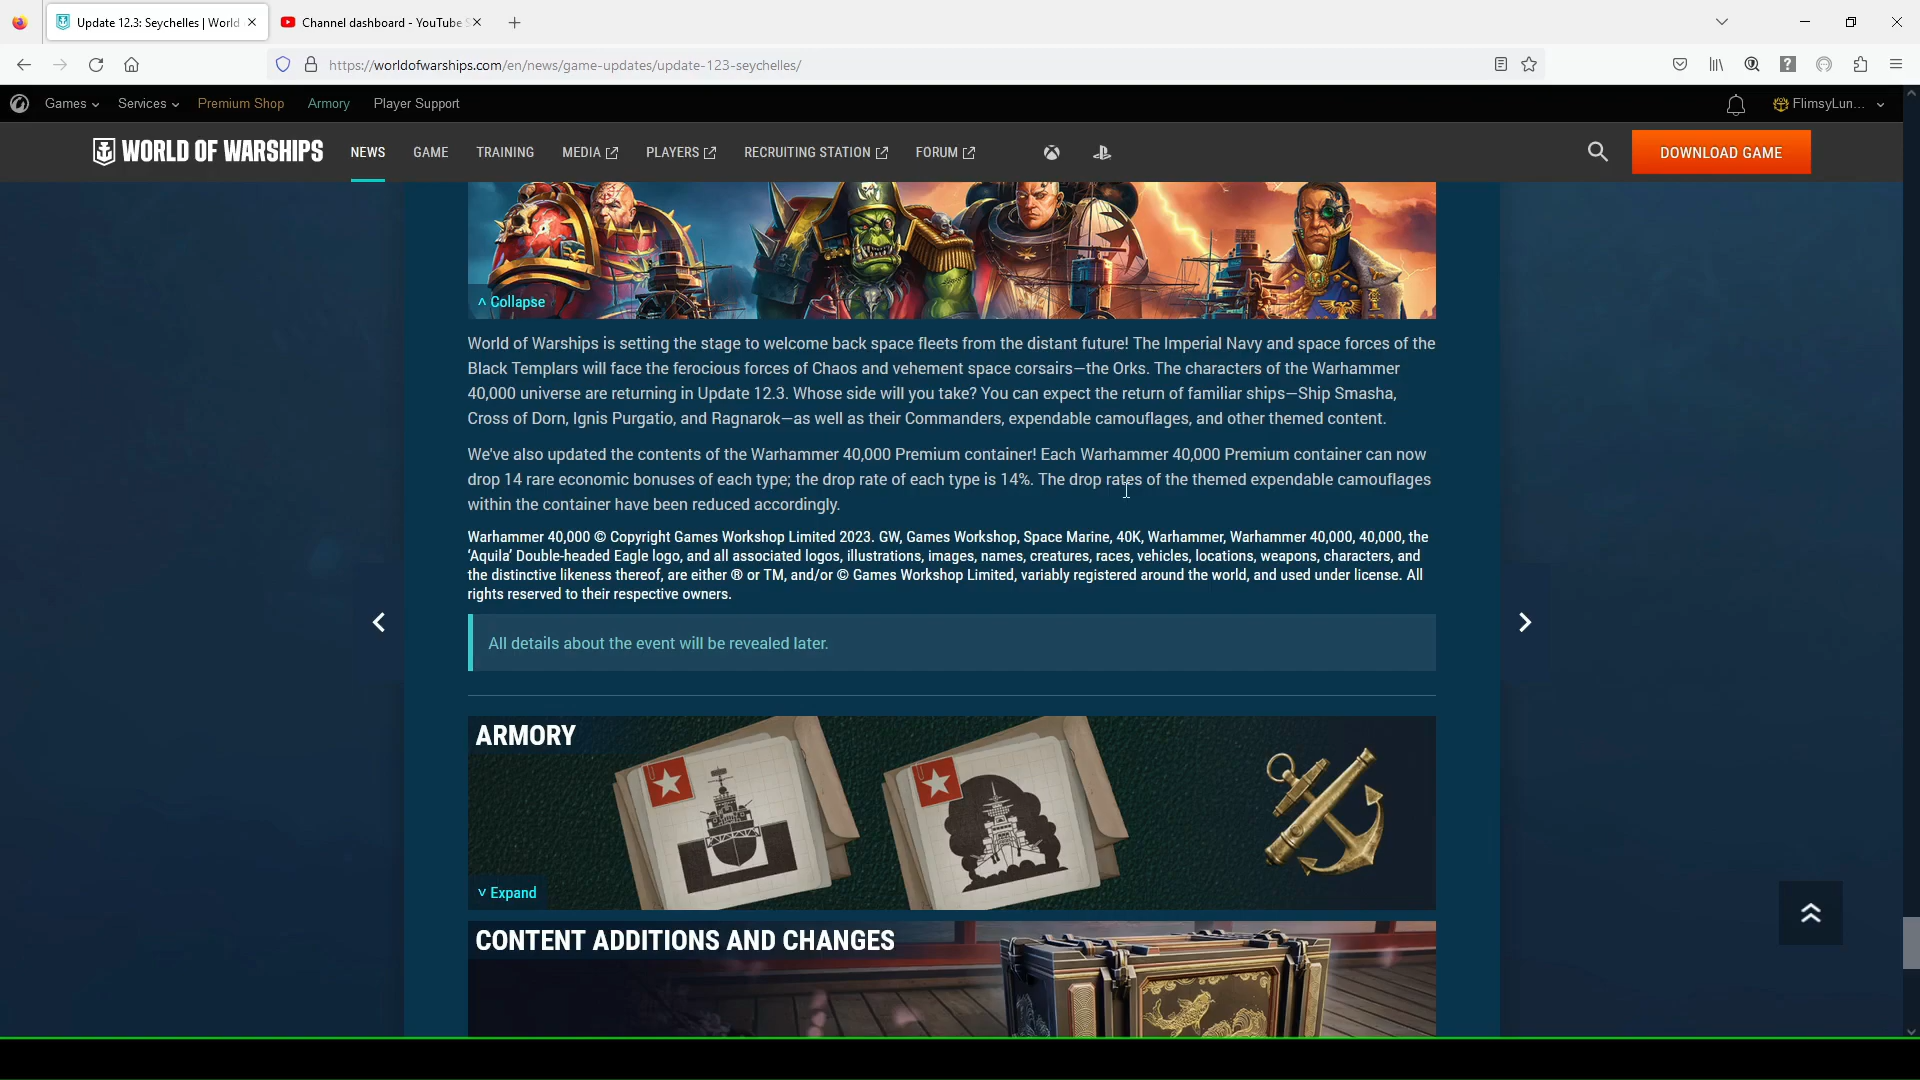 Update 12.3: Seychelles | World
Channel dashboard - YouTube S
https://worldofwarships.com/en/news/game-updates/update-123-seychelles/
Games
Services
Premium Shop
Armory
Player Support
FlimsyLun...
WORLD OF WARSHIPS
NEWS
GAME
TRAINING
MEDIA
PLAYERS
RECRUITING STATION
FORUM
DOWNLOAD GAME
^ Collapse
World of Warships is setting the stage to welcome back space fleets from the distant future! The Imperial Navy and space forces of the
Black Templars will face the ferocious forces of Chaos and vehement space corsairs—the Orks. The characters of the Warhammer
40,000 universe are returning in Update 12.3. Whose side will you take? You can expect the return of familiar ships—Ship Smasha,
Cross of Dorn, Ignis Purgatio, and Ragnarok—as well as their Commanders, expendable camouflages, and other themed content.
We've also updated the contents of the Warhammer 40,000 Premium container! Each Warhammer 40,000 Premium container can now
drop 14 rare economic bonuses of each type; the drop rate of each type is 14%. The drop rates of the themed expendable camouflages
within the container have been reduced accordingly.
Warhammer 40,000 © Copyright Games Workshop Limited 2023. GW, Games Workshop, Space Marine, 40K, Warhammer, Warhammer 40,000, 40,000, the
‘Aquila’ Double-headed Eagle logo, and all associated logos, illustrations, images, names, creatures, races, vehicles, locations, weapons, characters, and
the distinctive likeness thereof, are either ® or TM, and/or © Games Workshop Limited, variably registered around the world, and used under license. All
rights reserved to their respective owners.
All details about the event will be revealed later.
ARMORY
v Expand
CONTENT ADDITIONS AND CHANGES